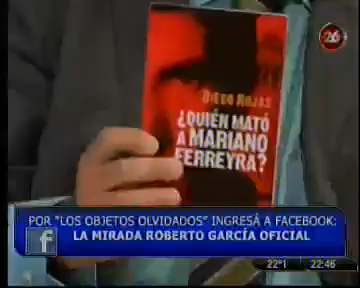 26
DIEGO ROJAS
¿QUIÉN MATÓ
A MARIANO
FERREYRA?
POR "LOS OBJETOS OLVIDADOS" INGRESÁ A FACEBOOK:
f
LA MIRADA ROBERTO GARCÍA OFICIAL
22°1
22:46